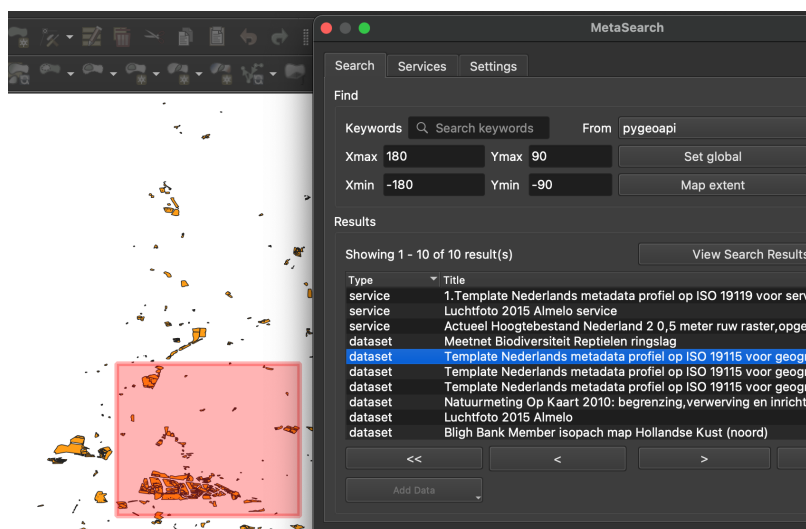 MetaSearch
Search Services Settings
Find
Keywords Search keywords From pygeoapi
Xmax 180 Ymax 90 Set global
Xmin -180 Ymin -90 Map extent
Results
Showing 1 - 10 of 10 result(s) View Search Results
Type Title
service 1.Template Nederlands metadata profiel op ISO 19119 voor serv
service Luchtfoto 2015 Almelo service
service Actueel Hoogtebestand Nederland 2 0,5 meter ruw raster,opge
dataset Meetnet Biodiversiteit Reptielen ringslag
dataset Template Nederlands metadata profiel op ISO 19115 voor geogr
dataset Template Nederlands metadata profiel op ISO 19115 voor geogr
dataset Template Nederlands metadata profiel op ISO 19115 voor geogr
dataset Natuurmeting Op Kaart 2010: begrenzing,verwerving en inricht
dataset Luchtfoto 2015 Almelo
dataset Bligh Bank Member isopach map Hollandse Kust (noord)
<< < >
Add Data